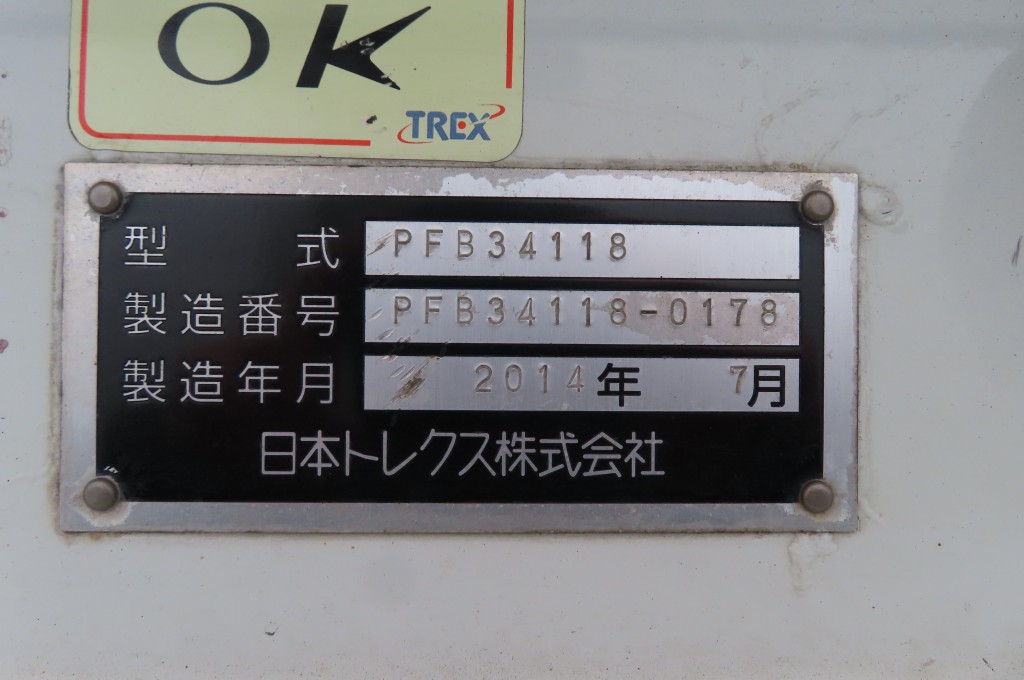 OK
TREX
型 式 PFB34118
製造番号 PFB34118-0178
製造年月 2014年 7月
日本トレクス株式会社